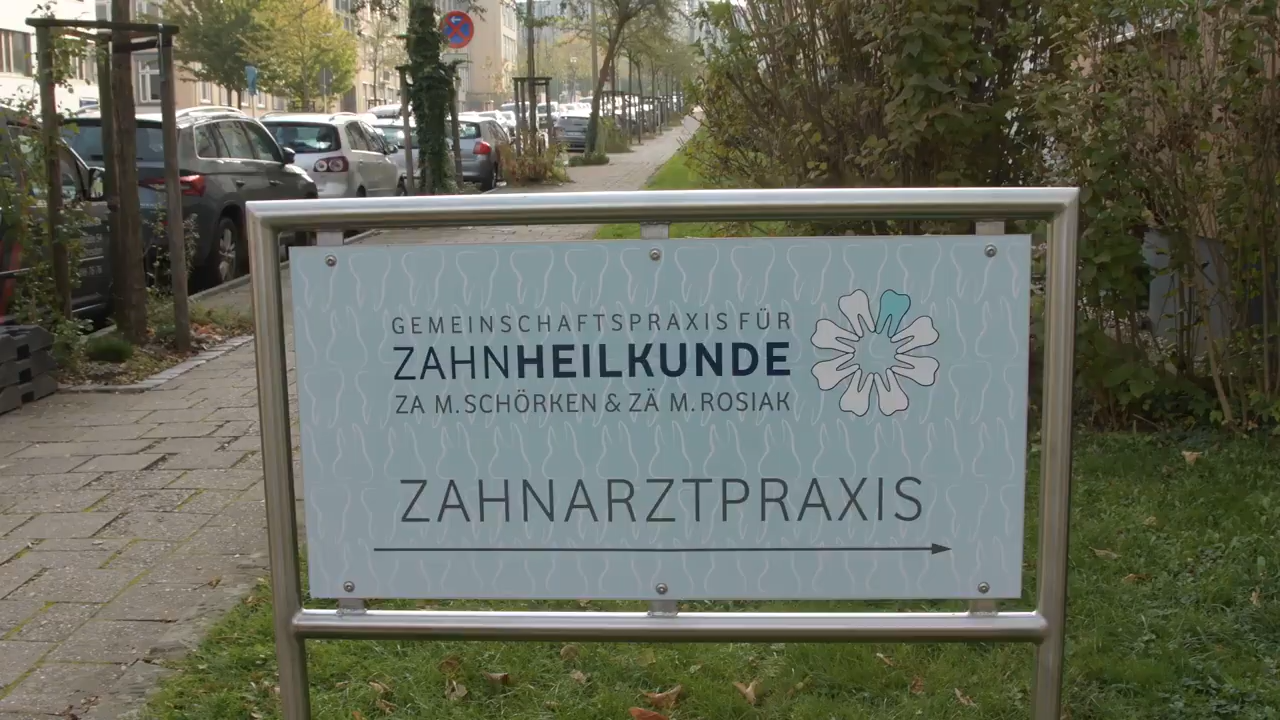 GEMEINSCHAFTSPRAXIS FÜR
ZAHNHEILKUNDE
ZA M. SCHÖRKEN & ZÄ M. ROSIAK
ZAHNARZTPRAXIS